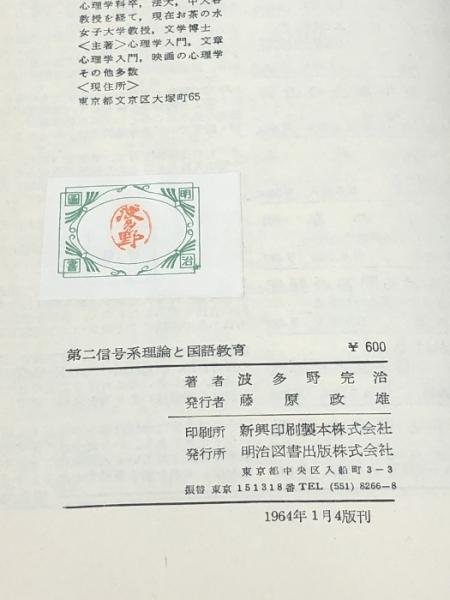 心理学科卒, 法大, 中大各
教授を経て, 現在お茶の水
女子大学教授, 文学博士
<主著>心理学入門, 文章
心理学入門, 映画の心理学
その他多数
<現住所>
東京都文京区大塚町65
明
圖
治
書
波多野
第二信号系理論と国語教育 ¥600
著者 波多野完治
発行者 藤原政雄
印刷所 新興印刷製本株式会社
発行所 明治図書出版株式会社
東京都中央区入船町3-3
振替 東京151318番 TEL (551) 8266-8
1964年1月4版刊